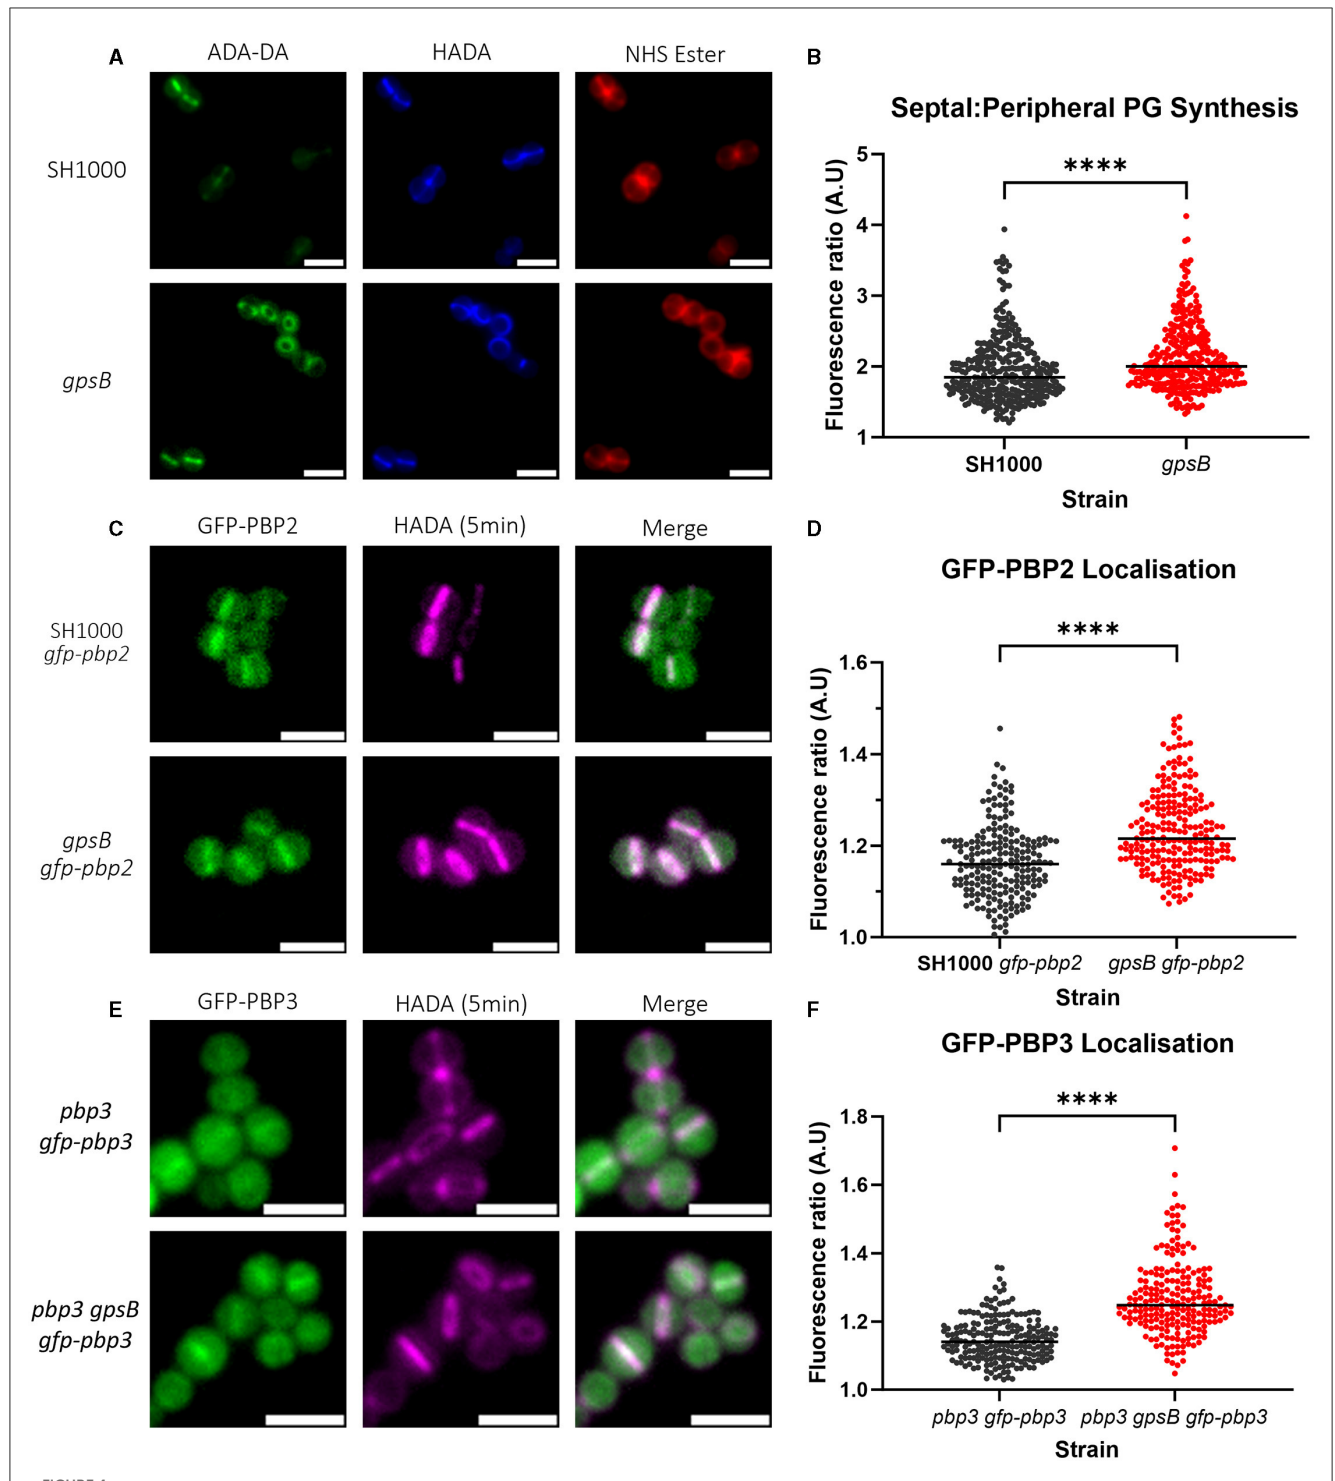 A
ADA-DA
HADA
NHS Ester
SH1000
gpsB
B
Septal:Peripheral PG Synthesis
Fluorescence ratio (A.U)
5
4
3
2
1
****
SH1000
gpsB
Strain
C
GFP-PBP2
HADA (5min)
Merge
SH1000
gfp-pbp2
gpsB
gfp-pbp2
D
GFP-PBP2 Localisation
Fluorescence ratio (A.U)
1.6
1.4
1.2
1.0
****
SH1000 gfp-pbp2
gpsB gfp-pbp2
Strain
E
GFP-PBP3
HADA (5min)
Merge
pbp3
gfp-pbp3
pbp3 gpsB
gfp-pbp3
F
GFP-PBP3 Localisation
Fluorescence ratio (A.U)
1.8
1.6
1.4
1.2
1.0
****
pbp3 gfp-pbp3
pbp3 gpsB gfp-pbp3
Strain